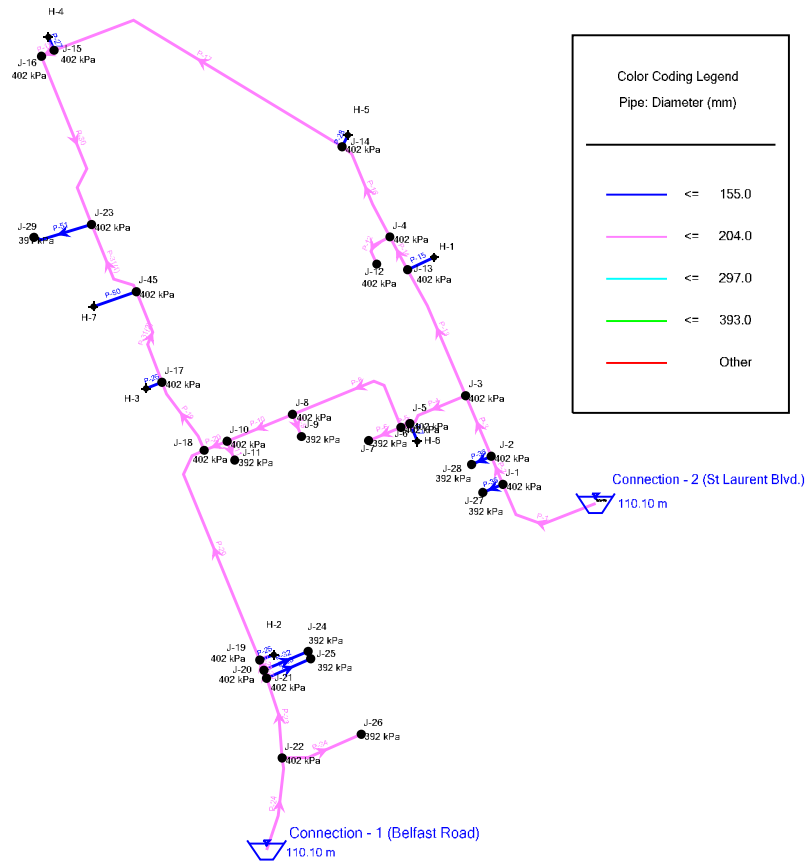 H-4
J-15
J-16
402 kPa
402 kPa
H-5
J-14
402 kPa
Color Coding Legend
Pipe: Diameter (mm)
<= 155.0
<= 204.0
<= 297.0
<= 393.0
<= Other
J-23
J-29
P-51
402 kPa
J-4
402 kPa
H-1
P-15
J-13
402 kPa
J-12
402 kPa
J-45
402 kPa
P-50
H-7
J-17
402 kPa
H-3
J-3
402 kPa
J-8
402 kPa
J-9
392 kPa
J-5
J-6
H-6
J-7
392 kPa
J-10
402 kPa
J-18
402 kPa
J-11
392 kPa
J-2
402 kPa
J-28
392 kPa
J-1
402 kPa
J-27
392 kPa
Connection - 2 (St Laurent Blvd.)
110.10 m
H-2
J-24
392 kPa
J-19
402 kPa
J-25
392 kPa
J-20
402 kPa
J-21
402 kPa
J-26
392 kPa
J-22
402 kPa
P-24
Connection - 1 (Belfast Road)
110.10 m